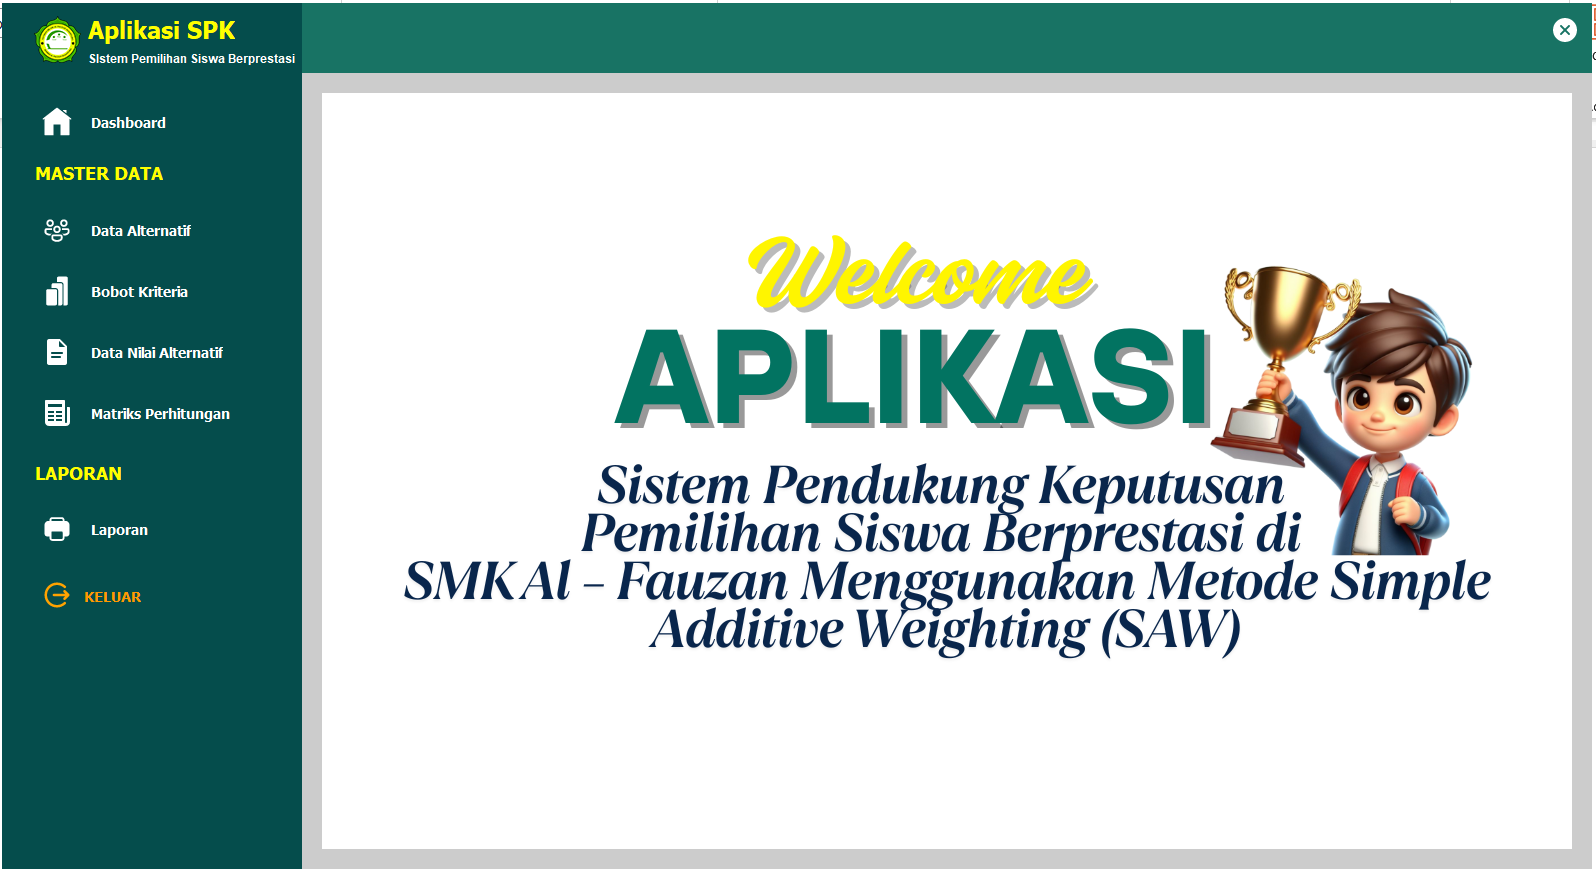 Aplikasi SPK
SIstem Pemilihan Siswa Berprestasi
Dashboard
MASTER DATA
Data Alternatif
Bobot Kriteria
Data Nilai Alternatif
Matriks Perhitungan
LAPORAN
Laporan
KELUAR
Welcome
APLIKASI
Sistem Pendukung Keputusan
Pemilihan Siswa Berprestasi di
SMK Al - Fauzan Menggunakan Metode Simple
Additive Weighting (SAW)